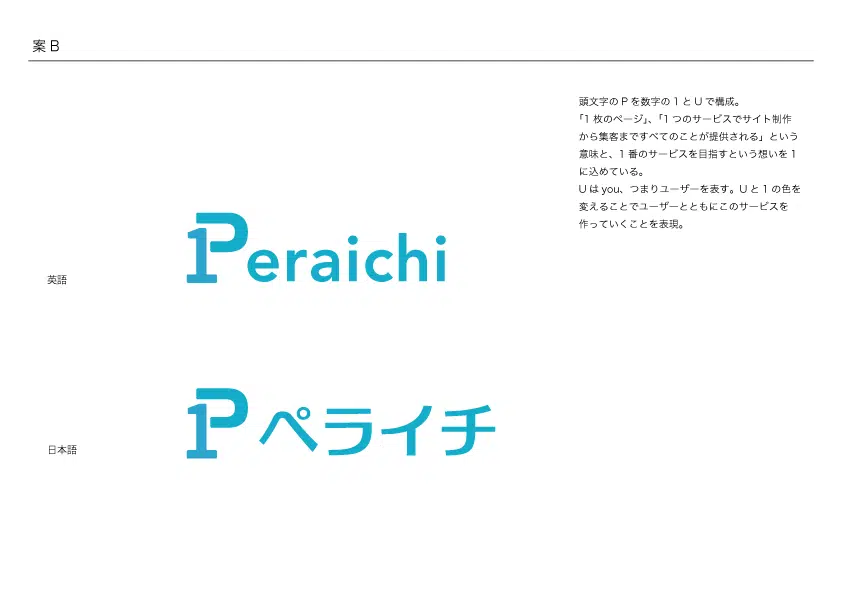 案 B
頭文字の P を数字の 1 と U で構成。
「1 枚のページ」、「1 つのサービスでサイト制作
から集客まですべてのことが提供される」という
意味と、1 番のサービスを目指すという想いを 1
に込めている。
U は you、つまりユーザーを表す。U と 1 の色を
変えることでユーザーとともにこのサービスを
作っていくことを表現。
Peraichi
英語
P ペライチ
日本語